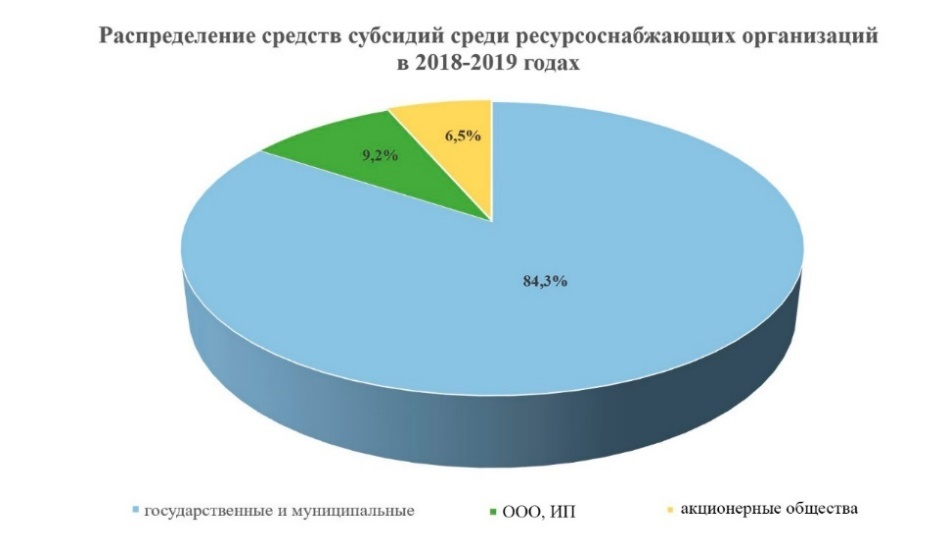 Распределение средств субсидий среди ресурсоснабжающих организаций
в 2018-2019 годах
6,5%
9,2%
84,3%
государственные и муниципальные
ООО, ИП
акционерные общества